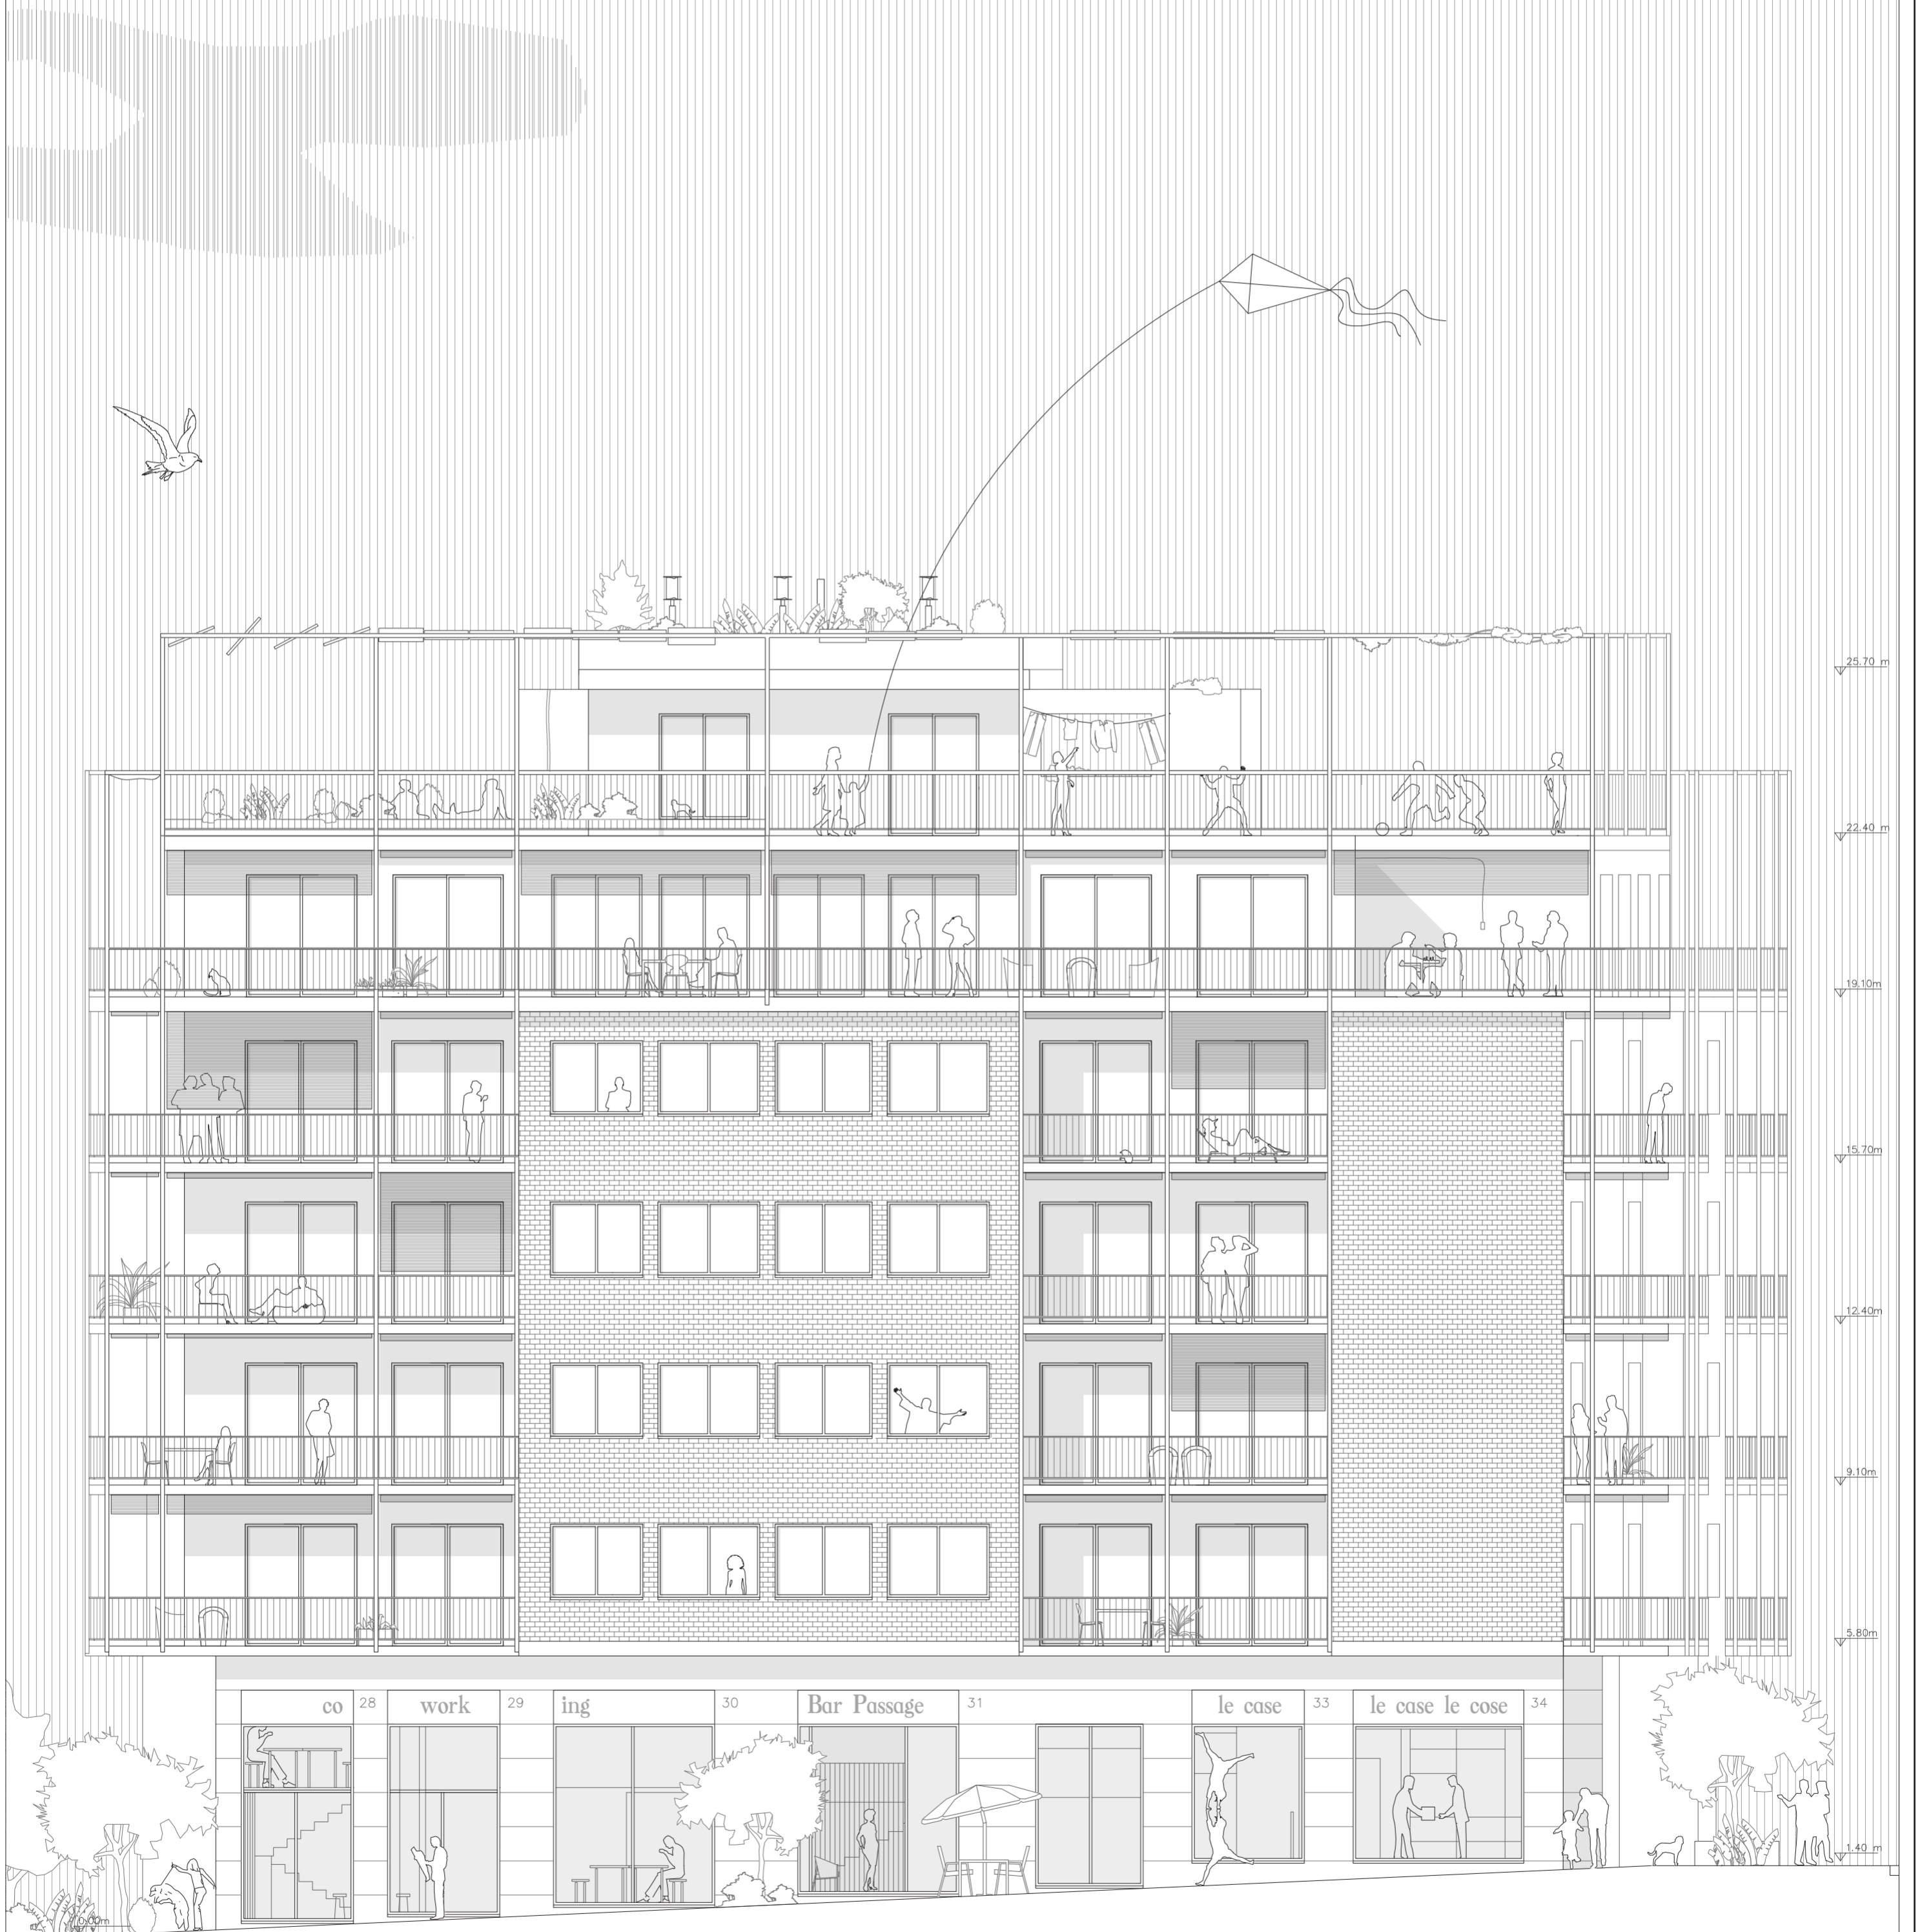 25.70 m
22.40 m
19.10m
15.70m
12.40m
9.10m
5.80m
co 28 work 29 ing 30 Bar Passage 31 le case 33 le case le cose 34
1.40 m
0.00m